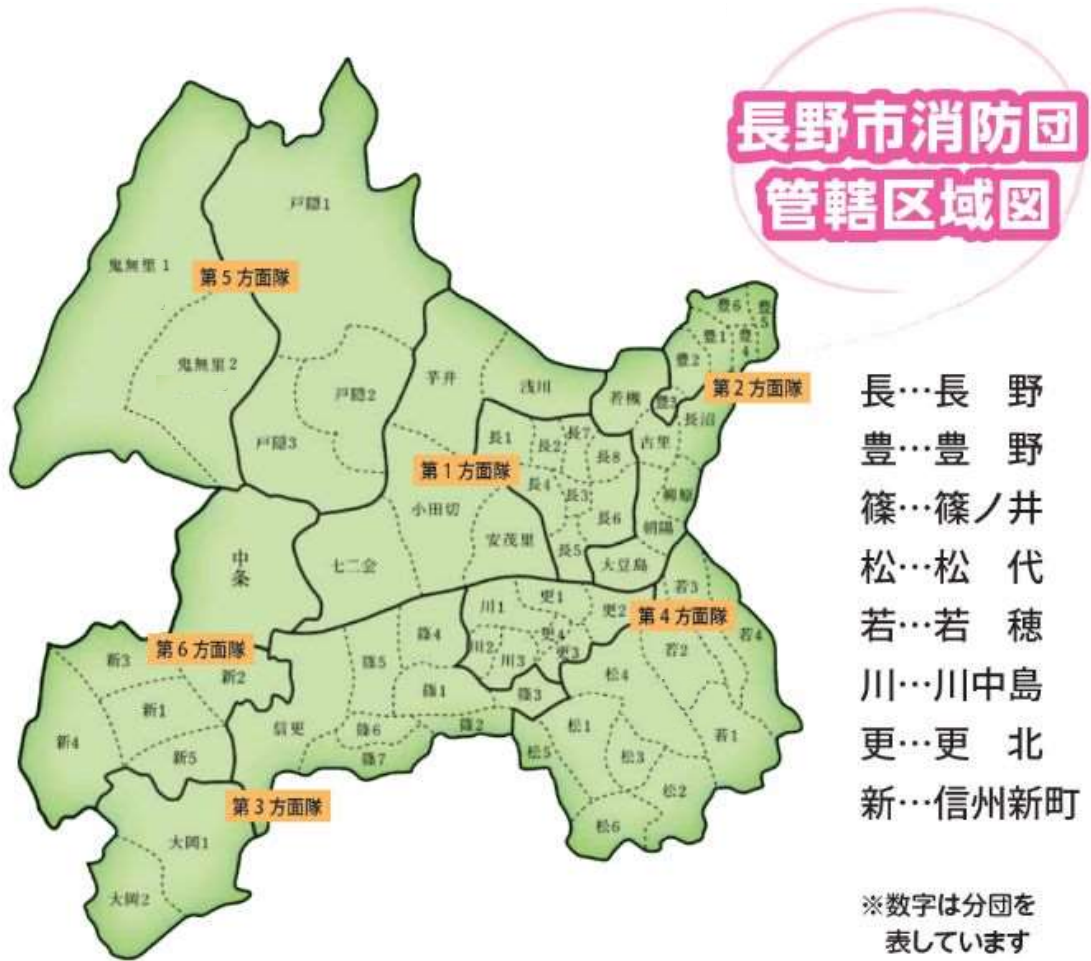 長野市消防団
管轄区域図
戸隠1
鬼無里1
第5方面隊
鬼無里2
戸隠2
戸隠3
芋井
浅川
若槻
豊6
豊5
豊1
豊4
豊2
豊3
第2方面隊
長沼
古里
柳原
朝陽
長1
長2
長7
長8
第1方面隊
長4
長3
長6
長5
小田切
安茂里
七二会
大豆島
中条
川1
更1
更2
第4方面隊
若3
若4
若2
川2
川3
更4
更3
篠4
篠5
篠1
篠3
篠2
篠6
篠7
信更
第6方面隊
新3
新2
新1
新4
新5
松4
松1
松5
松3
松2
松6
若1
第3方面隊
大岡1
大岡2
長…長 野
豊…豊 野
篠…篠ノ井
松…松 代
若…若 穂
川…川中島
更…更 北
新…信州新町
※数字は分団を
表しています